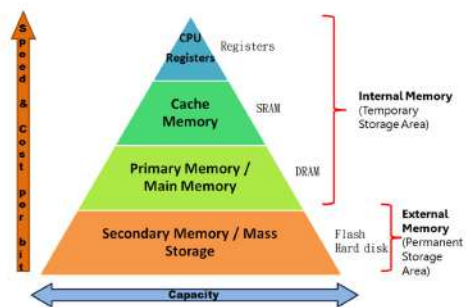 Speed & Cost per bit
CPU
Registers
Registers
Cache
Memory
SRAM
Internal Memory
(Temporary
Storage Area)
Primary Memory /
Main Memory
DRAM
Secondary Memory / Mass
Storage
Flash
Hard disk
External
Memory
(Permanent
Storage
Area)
Capacity